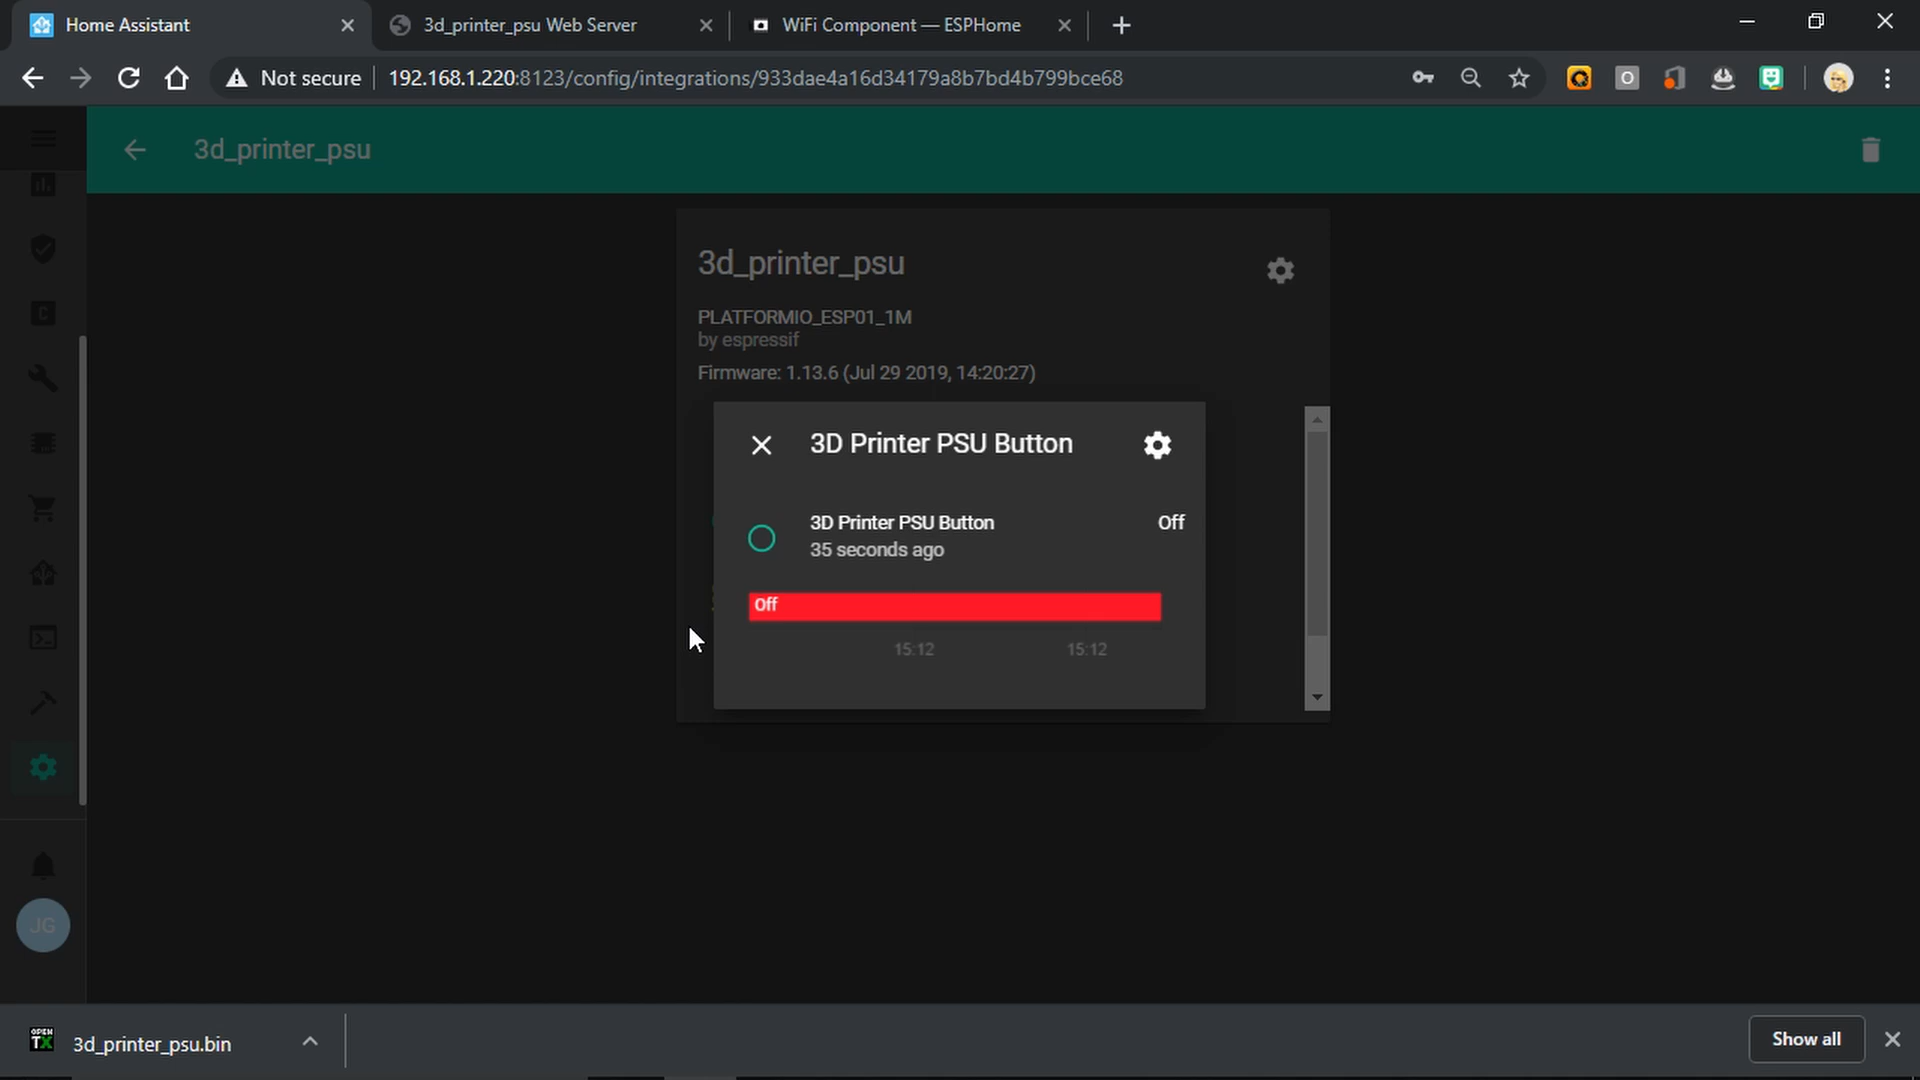 Home Assistant
3d_printer_psu Web Server
WiFi Component — ESPHome
Not secure
192.168.1.220:8123/config/integrations/933dae4a16d34179a8b7bd4b799bce68
O
3d_printer_psu
C
3d_printer_psu
PLATFORMIO_ESP01_1M
by espressif
Firmware: 1.13.6 (Jul 29 2019, 14:20:27)
3D Printer PSU Button
3D Printer PSU Button
Off
35 seconds ago
Off
15:12
15:12
JG
OPEN
TX
3d_printer_psu.bin
Show all